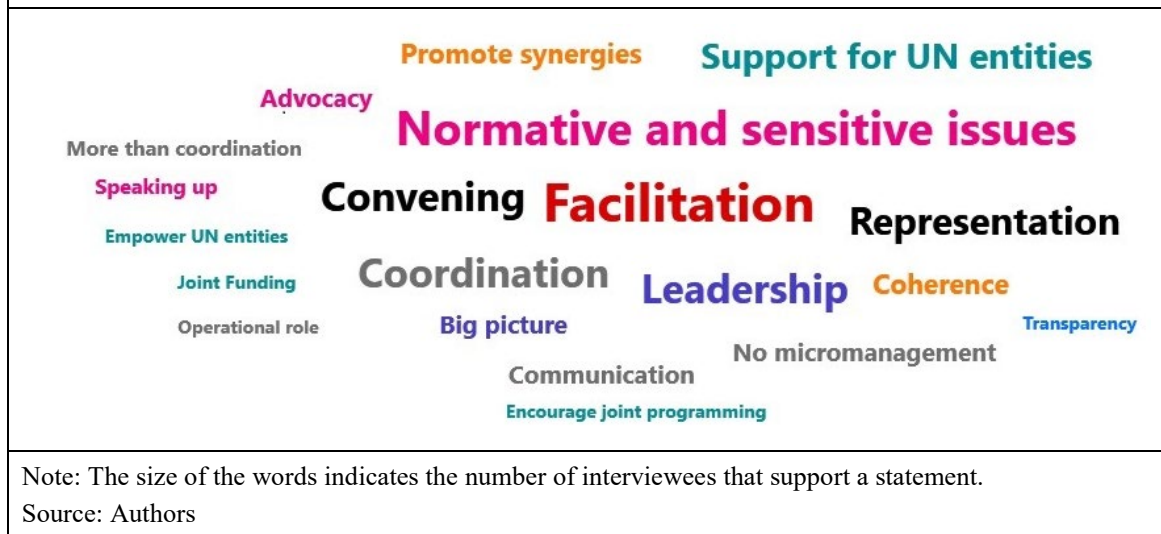 Promote synergies
Support for UN entities
Advocacy
Normative and sensitive issues
More than coordination
Speaking up
Convening
Facilitation
Representation
Empower UN entities
Coordination
Joint Funding
Leadership
Coherence
Operational role
Big picture
Transparency
No micromanagement
Communication
Encourage joint programming
Note: The size of the words indicates the number of interviewees that support a statement.
Source: Authors